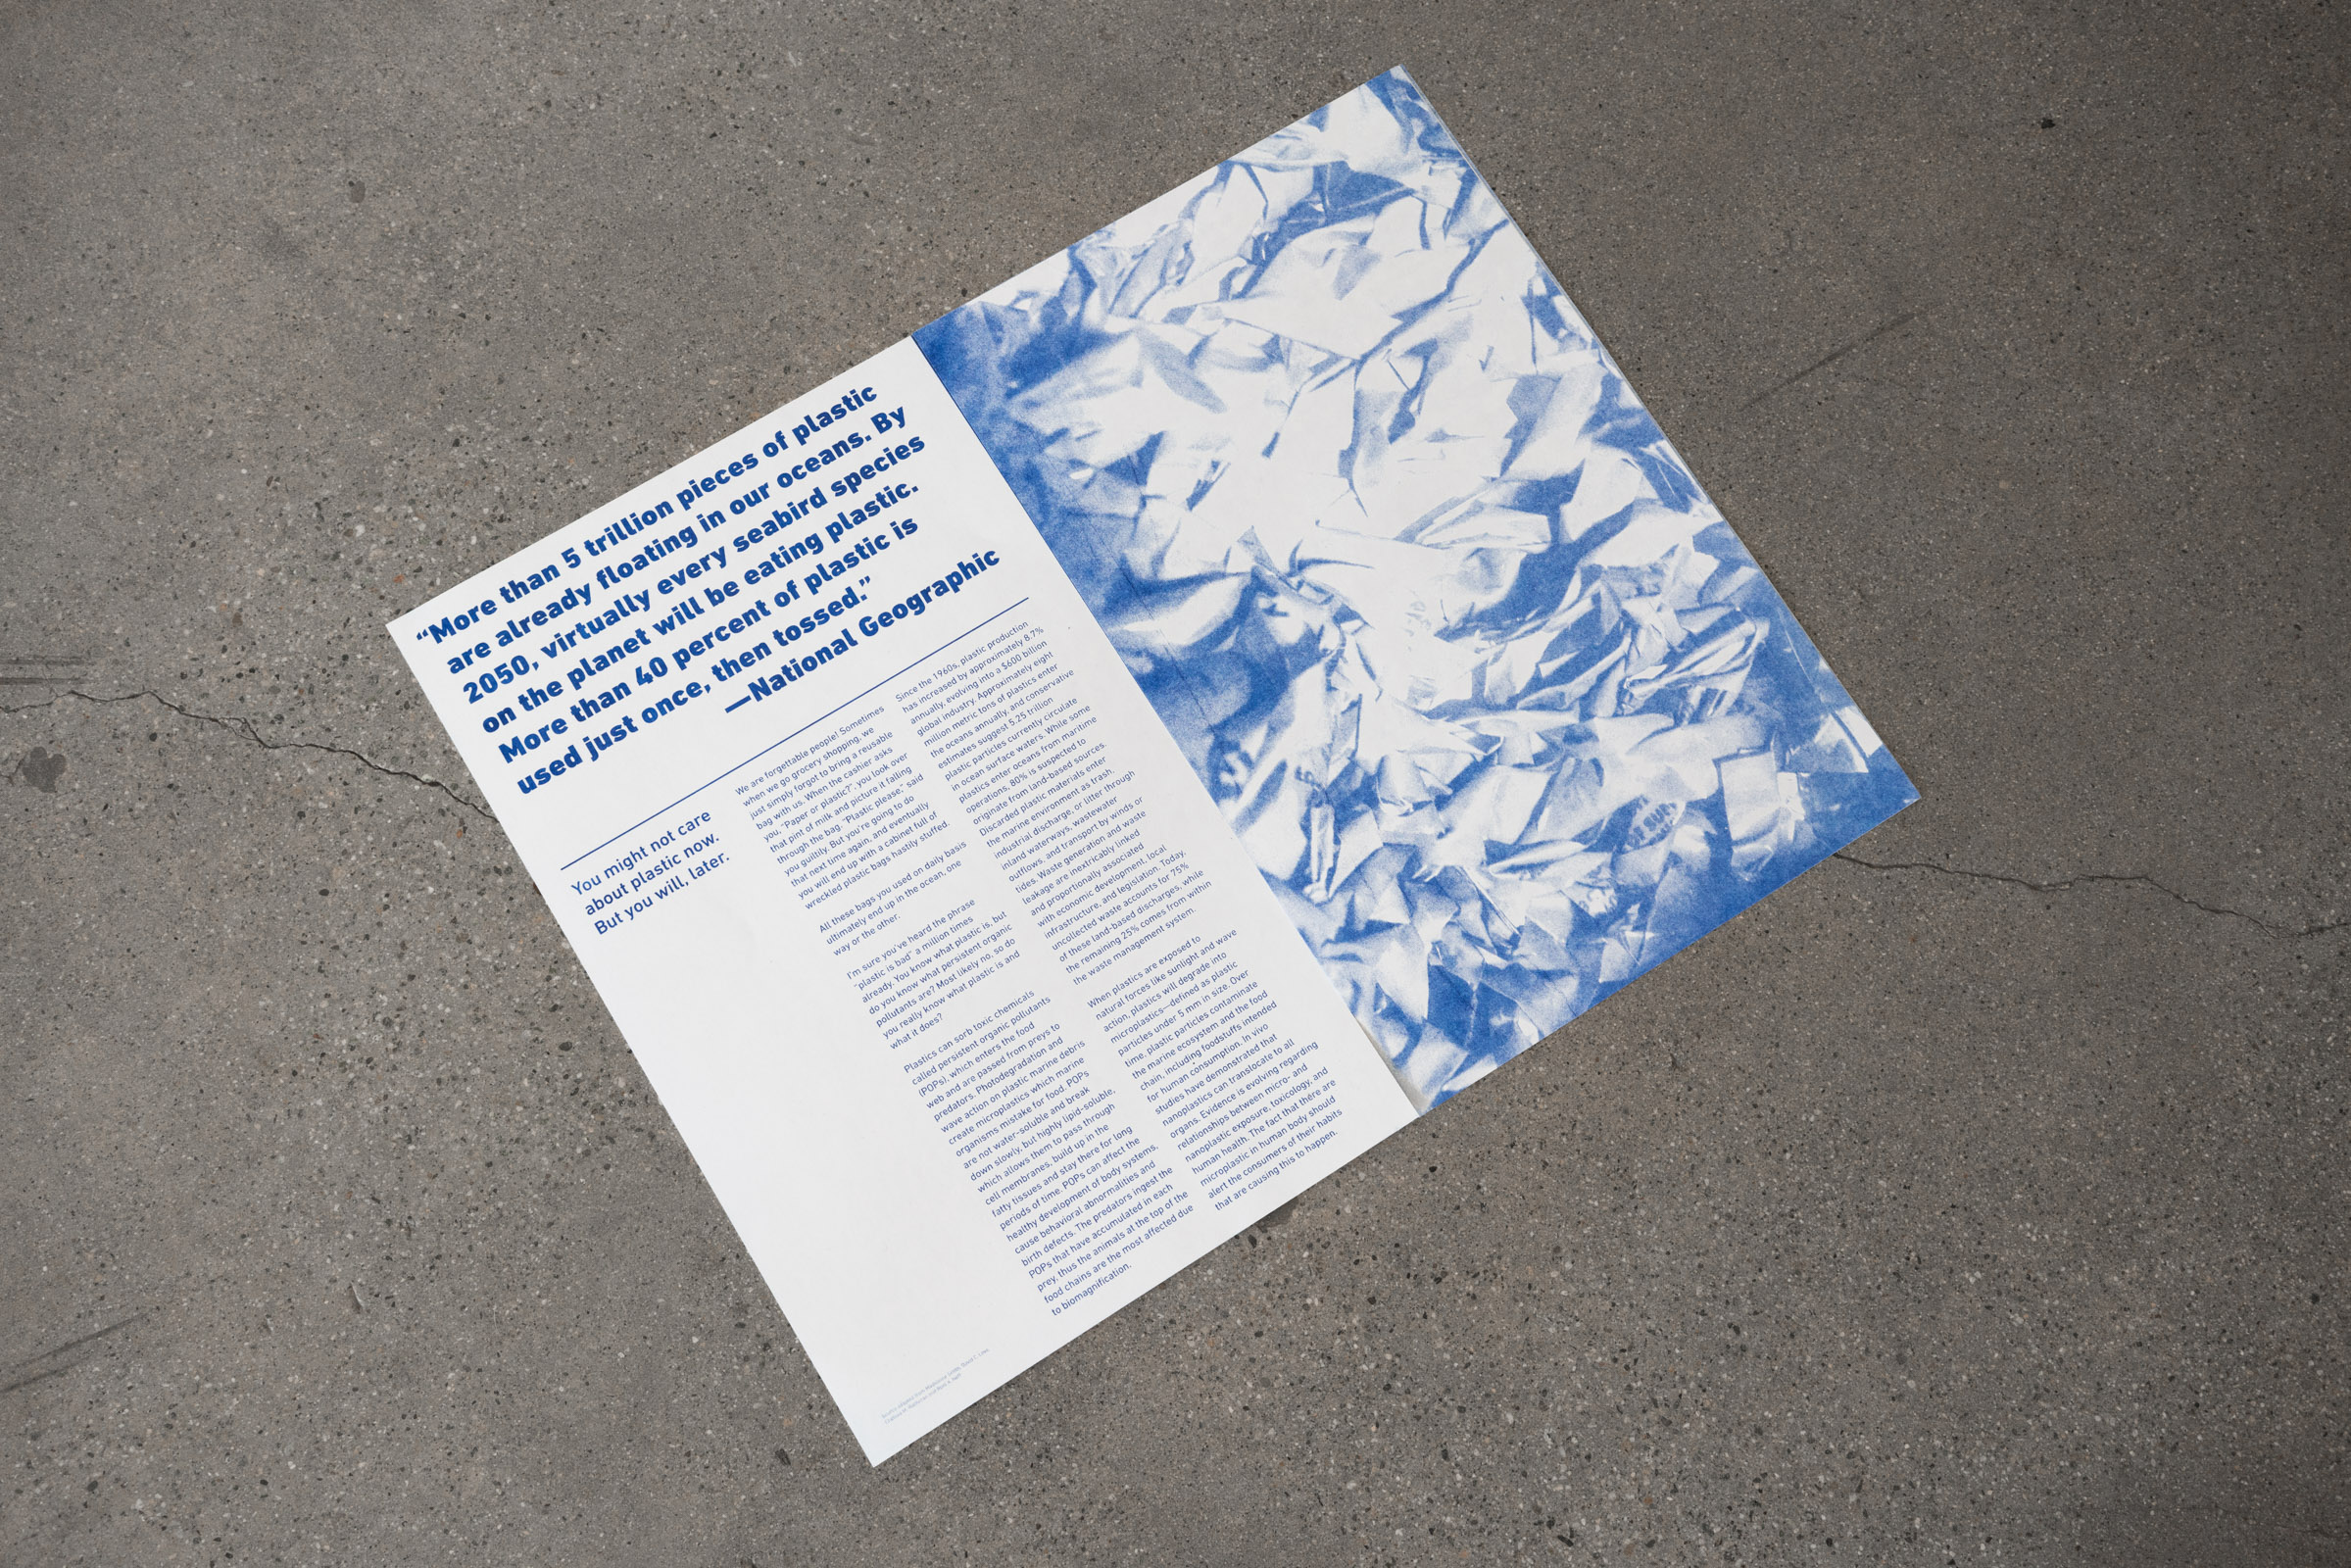 “More than 5 trillion pieces of plastic
are already floating in our oceans. By
2050, virtually every seabird species
on the planet will be eating plastic.
More than 40 percent of plastic is
used just once, then tossed.”
—National Geographic
You might not care
about plastic now.
But you will, later.
We are forgettable people! Sometimes
when we go grocery shopping, we
just simply forgot to bring a reusable
bag with us. When the cashier asks
you, “Paper or plastic?”, you look over
that pint of milk and picture it falling
through the bag. “Plastic please,” said
you guiltily. But you’re going to do
that next time again, and eventually
you will end up with a cabinet full of
wreckled plastic bags hastily stuffed.
All these bags you used on daily basis
ultimately end up in the ocean, one
way or the other.
I’m sure you’ve heard the phrase
“plastic is bad” a million times
already. You know what plastic is, but
do you know what persistent organic
pollutants are? Most likely no, so do
you really know what plastic is and
what it does?
Plastics can sorb toxic chemicals
called persistent organic pollutants
(POPs), which enters the food
web and are passed from preys to
predators. Photodegradation and
wave action on plastic marine debris
create microplastics which marine
organisms mistake for food. POPs
are not water-soluble and break
down slowly, but highly lipid-soluble,
which allows them to pass through
cell membranes, build up in the
fatty tissues and stay there for long
periods of time. POPs can affect the
healthy development of body systems,
cause behavioral abnormalities and
birth defects. The predators ingest the
POPs that have accumulated in each
prey, thus the animals at the top of the
food chains are the most affected due
to biomagnification.
Since the 1960s, plastic production
has increased by approximately 8.7%
annually, evolving into a $600 billion
global industry. Approximately eight
million metric tons of plastics enter
the oceans annually, and conservative
estimates suggest 5.25 trillion
plastic particles currently circulate
in ocean surface waters. While some
plastics enter oceans from maritime
operations, 80% is suspected to
originate from land-based sources.
Discarded plastic materials enter
the marine environment as trash,
industrial discharge, or litter through
inland waterways, wastewater
outflows, and transport by winds or
tides. Waste generation and waste
leakage are inextricably linked
and proportionally associated
with economic development, local
infrastructure, and legislation. Today,
uncollected waste accounts for 75%
of these land-based discharges, while
the remaining 25% comes from within
the waste management system.
When plastics are exposed to
natural forces like sunlight and wave
action, plastics will degrade into
microplastics—defined as plastic
particles under 5 mm in size. Over
time, plastic particles contaminate
the marine ecosystem and the food
chain, including foodstuffs intended
for human consumption. In vivo
studies have demonstrated that
nanoplastics can translocate to all
organs. Evidence is evolving regarding
relationships between micro- and
nanoplastic exposure, toxicology, and
human health. The fact that there are
microplastic in human body should
alert the consumers of their habits
that are causing this to happen.